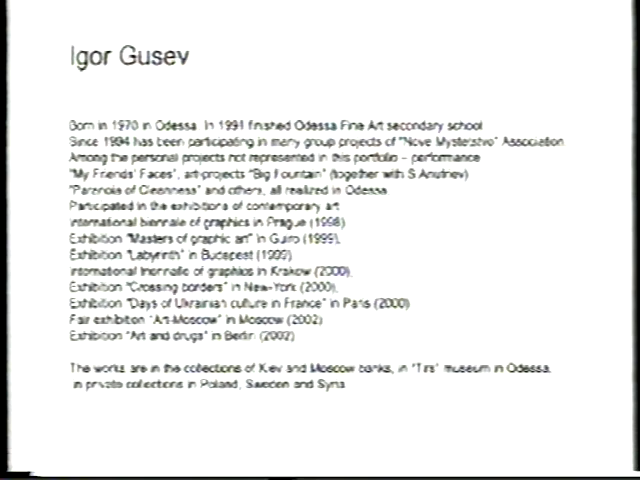 Igor Gusev
Born in 1970 in Odessa. In 1991 finished Odessa Fine Art secondary school
Since 1994 has been participating in many group projects of "Nove Mystetstvo" Association
Among the personal projects not represented in this portfolio - performance
"My Friends' Faces", art-projects "Big Fountain" (together with S.Anufriev)
"Paranoia of Cleanness" and others, all realized in Odessa
Participated in the exhibitions of contemporary art
International biennale of graphics in Prague (1998)
Exhibition "Masters of graphic art" in (1999),
Exhibition "Labyrinth" in Budapest (1999)
International triennalle of graphics in Krakow (2000),
Exhibition "Crossing borders" in New-York (2000),
Exhibition "Days of Ukrainian culture in France" in Paris (2000)
Fair exhibition "Art-Moscow" in Moscow (2002)
Exhibition "Art and drugs" in Berlin (2002)
The works are in the collections of Kiev and Moscow banks, in "Tirs" museum in Odessa,
in private collections in Poland, Sweden and Syria